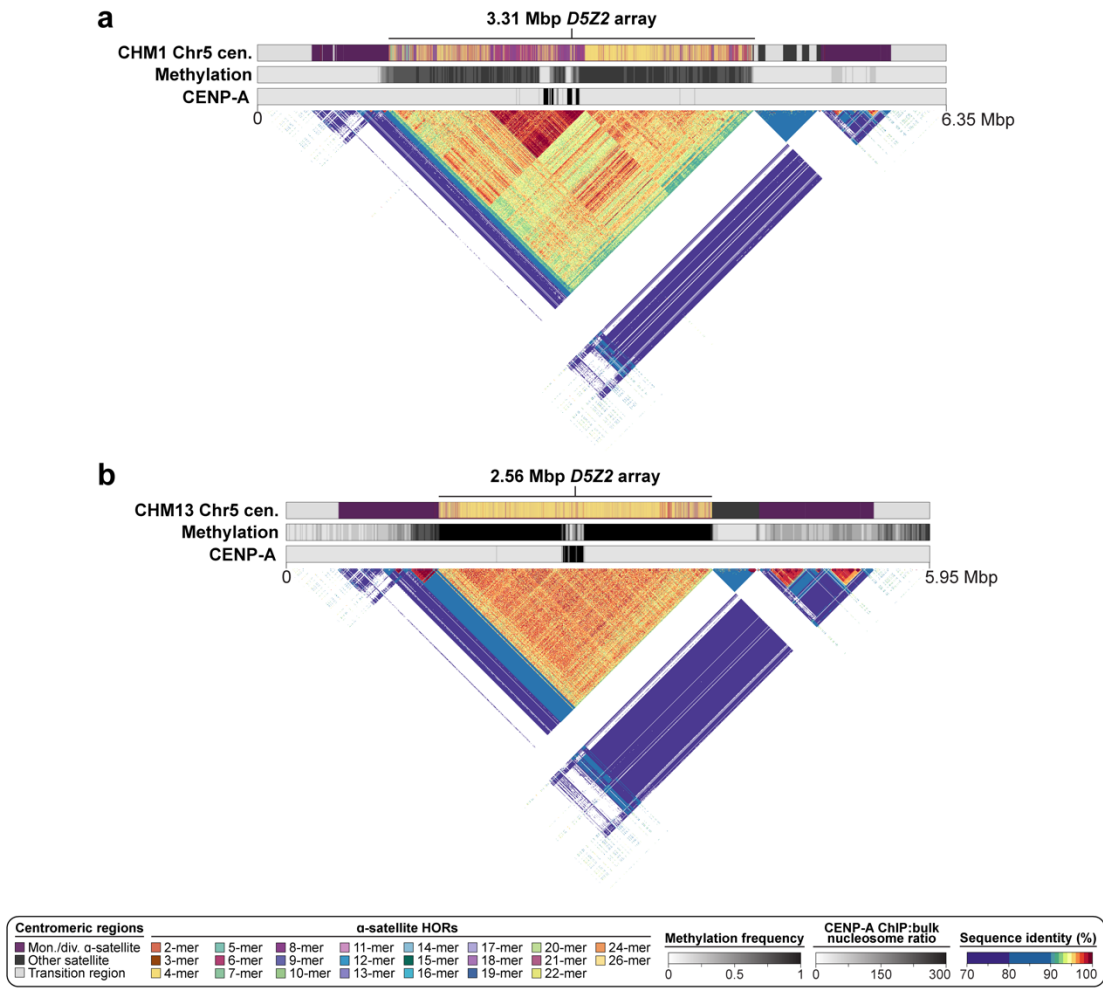 a
3.31 Mbp D5Z2 array
CHM1 Chr5 cen.
Methylation
CENP-A
0
6.35 Mbp
b
2.56 Mbp D5Z2 array
CHM13 Chr5 cen.
Methylation
CENP-A
0
5.95 Mbp
Centromeric regions
Mon./div. α-satellite
Other satellite
Transition region
α-satellite HORs
2-mer 5-mer 8-mer 11-mer 14-mer 17-mer 20-mer 24-mer
3-mer 6-mer 9-mer 12-mer 15-mer 18-mer 21-mer 26-mer
4-mer 7-mer 10-mer 13-mer 16-mer 19-mer 22-mer
Methylation frequency
0 0.5 1
CENP-A ChIP:bulk
nucleosome ratio
0 150 300
Sequence identity (%)
70 80 90 100